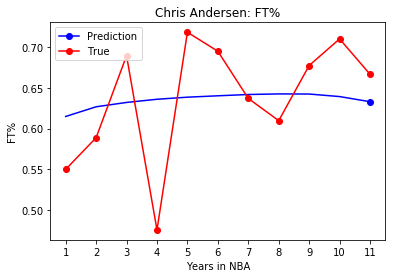 Chris Andersen: FT%
Prediction
True
FT%
0.70
0.65
0.60
0.55
0.50
1 2 3 4 5 6 7 8 9 10 11
Years in NBA